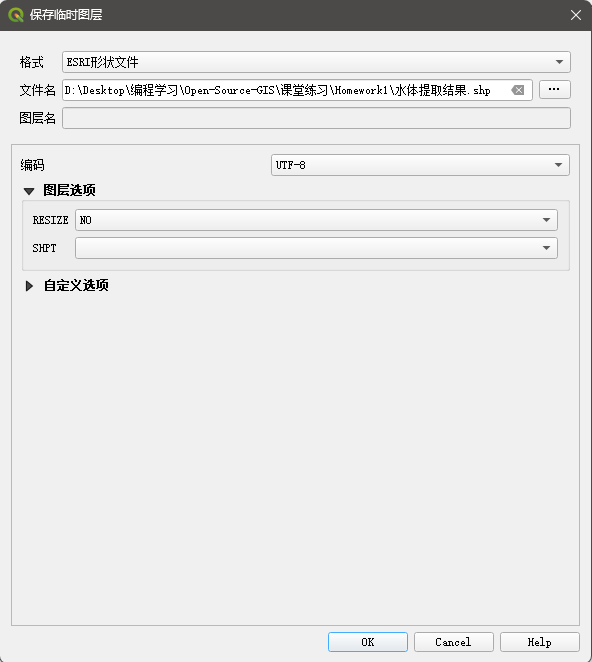 保存临时图层
格式 ESRI形状文件
文件名 D:\Desktop\编程学习\Open-Source-GIS\课堂练习\Homework1\水体提取结果.shp ...
图层名
编码 UTF-8
图层选项
RESIZE NO
SHPT
自定义选项
OK Cancel Help